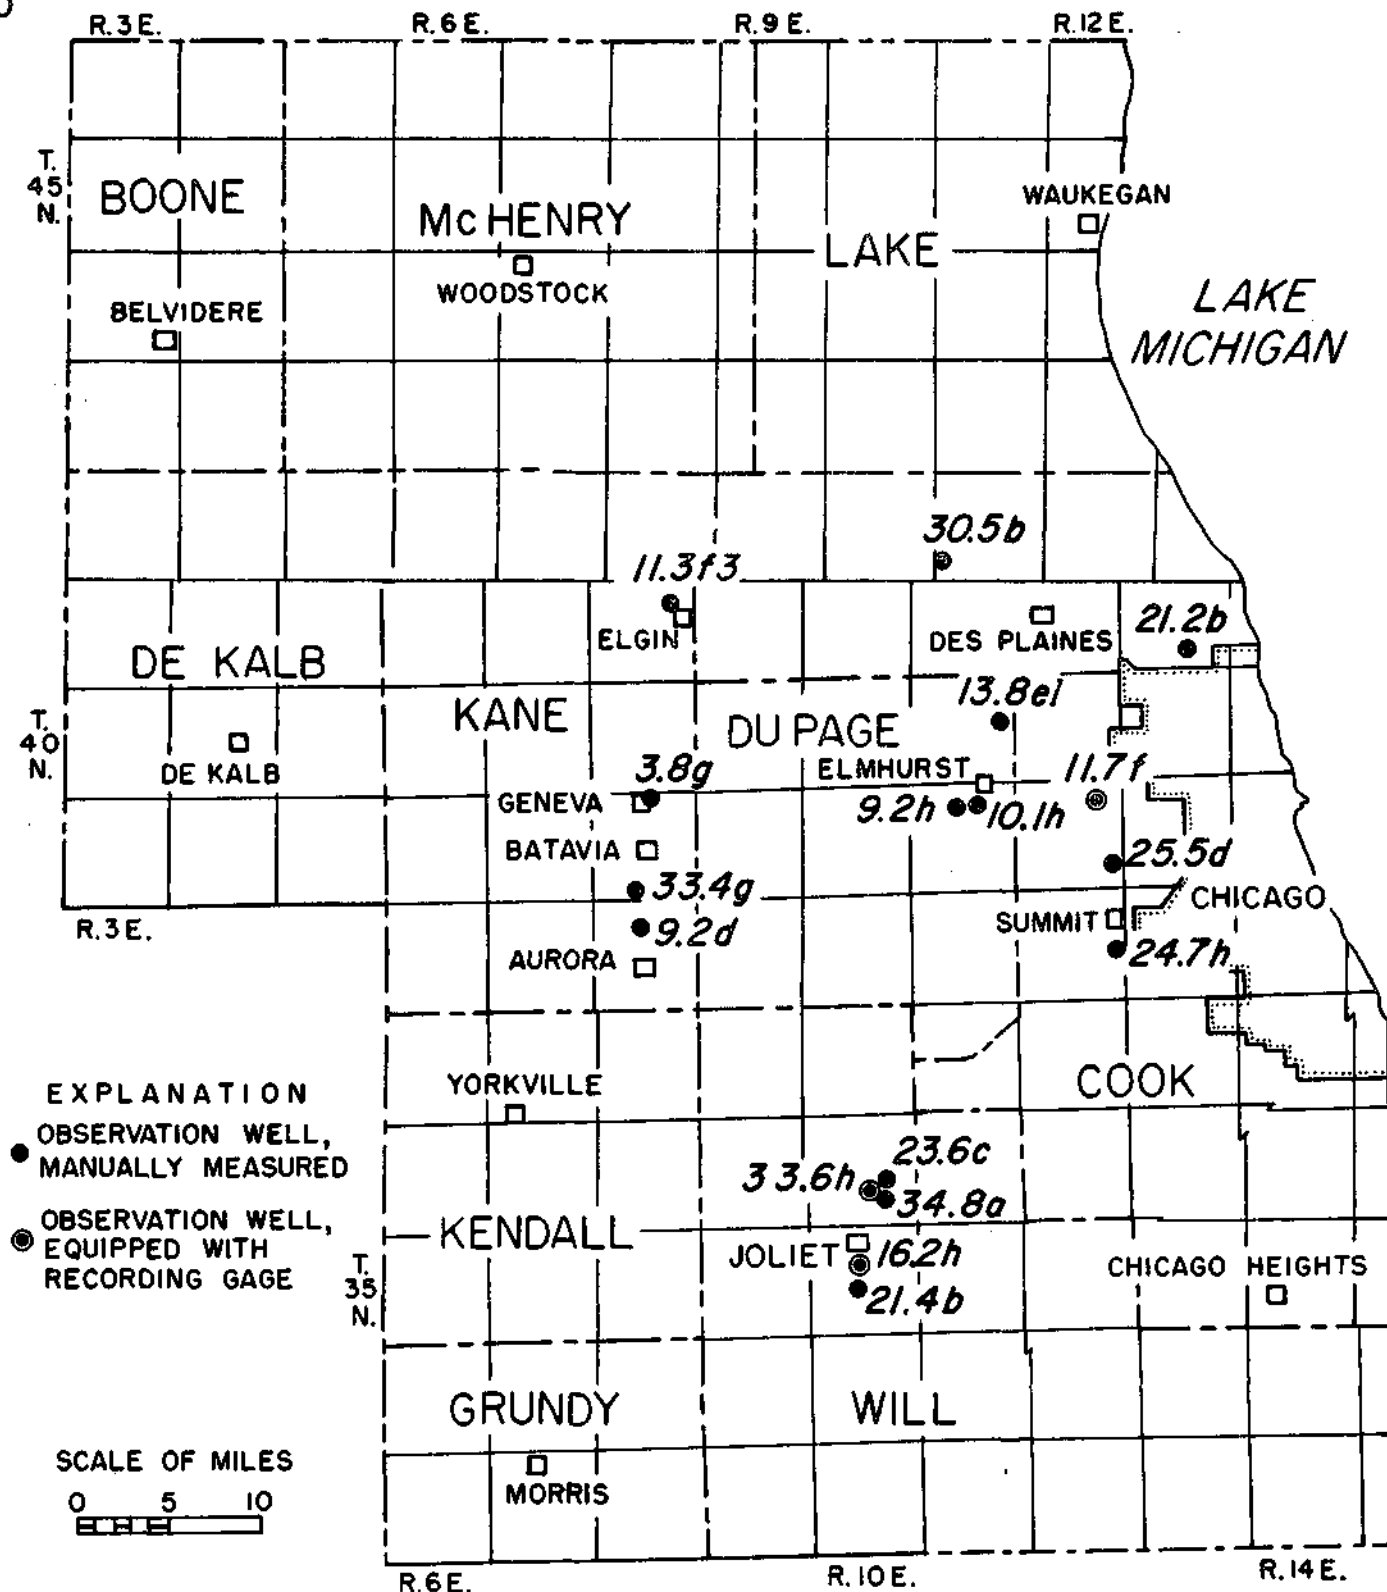 R.3E.
R.6E.
R.9E.
R.12E.
T.
45
N.
BOONE
McHENRY
WAUKEGAN
LAKE
WOODSTOCK
BELVIDERE
LAKE
MICHIGAN
30.5b
11.3f3
ELGIN
DES PLAINES
21.2b
DE KALB
13.8el
KANE
DU PAGE
T.
40
N.
DE KALB
3.8g
ELMHURST
11.7f
GENEVA
9.2h
10.1h
BATAVIA
25.5d
33.4g
CHICAGO
R.3E.
SUMMIT
9.2d
24.7h
AURORA
YORKVILLE
COOK
EXPLANATION
OBSERVATION WELL,
MANUALLY MEASURED
OBSERVATION WELL,
EQUIPPED WITH
RECORDING GAGE
23.6c
33.6h
34.8a
KENDALL
JOLIET
16.2h
CHICAGO HEIGHTS
T.
35
N.
21.4b
GRUNDY
WILL
SCALE OF MILES
0 5 10
MORRIS
R.6E.
R.10E.
R.14E.